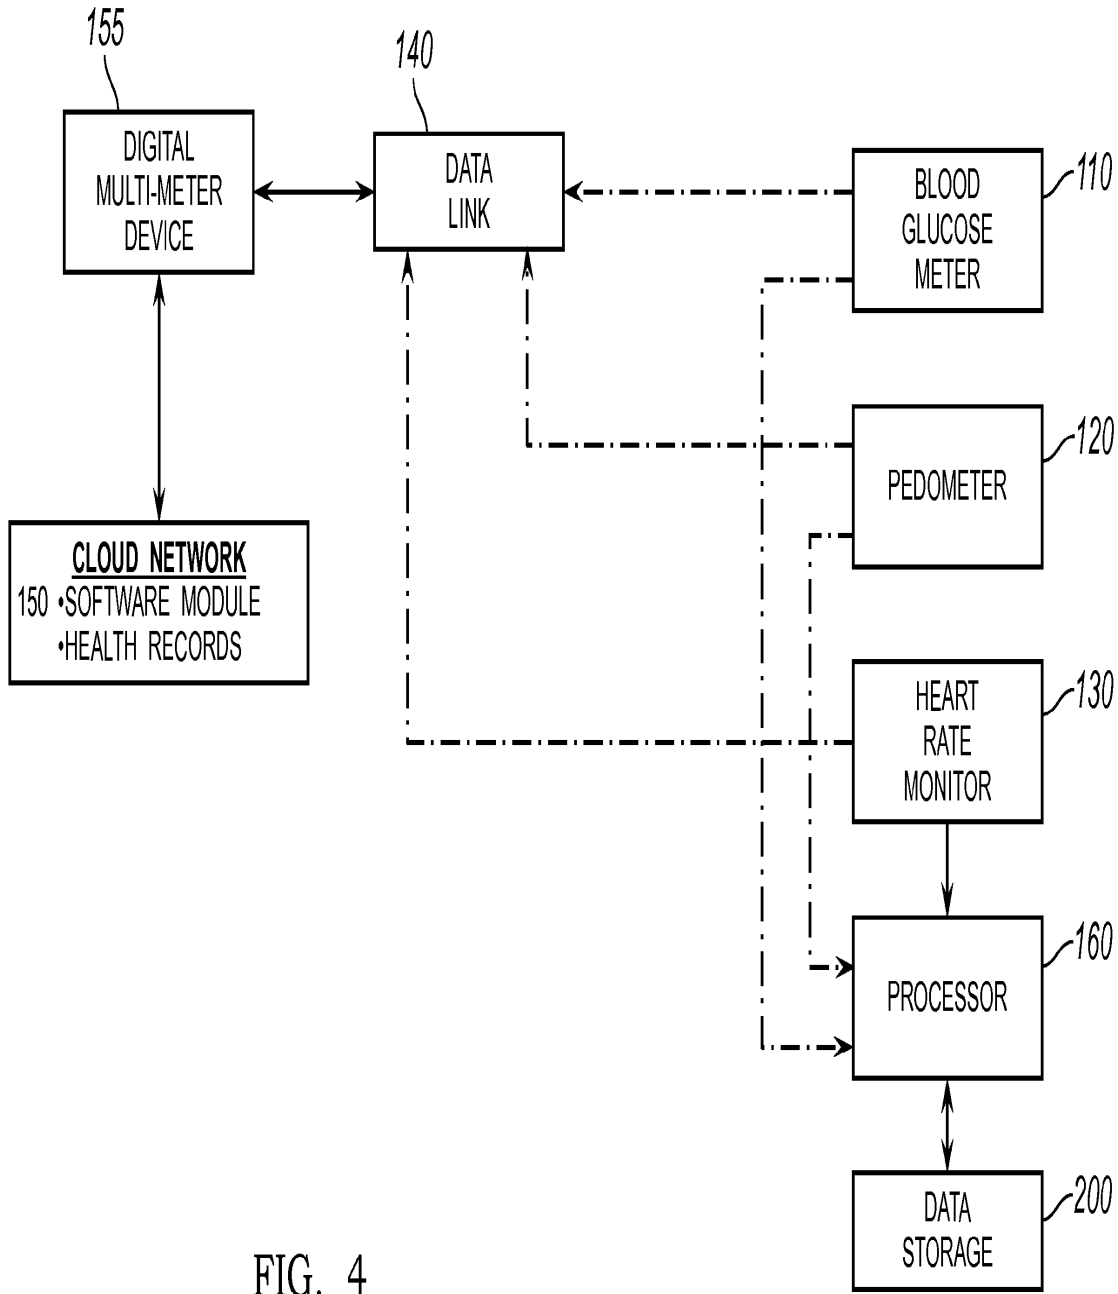 155
140
DIGITAL
MULTI-METER
DEVICE
DATA
LINK
BLOOD
GLUCOSE
METER
110
PEDOMETER
120
CLOUD NETWORK
150 •SOFTWARE MODULE
•HEALTH RECORDS
HEART
RATE
MONITOR
130
PROCESSOR
160
DATA
STORAGE
200
FIG. 4